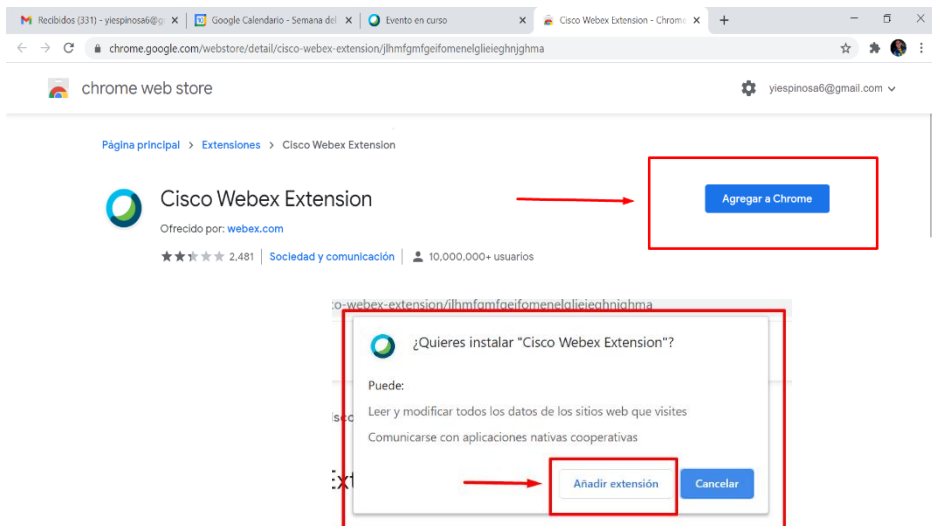 Recibidos (331) - yiespinosa6@g
Google Calendario - Semana del
Evento en curso
Cisco Webex Extension - Chrome
chrome.google.com/webstore/detail/cisco-webex-extension/jlhmfgmfgeifomenelglieieghnjghma
chrome web store
yiespinosa6@gmail.com
Página principal > Extensiones > Cisco Webex Extension
Cisco Webex Extension
Agregar a Chrome
Ofrecido por: webex.com
2,481 | Sociedad y comunicación | 10,000,000+ usuarios
co-webex-extension/jlhmfgmfgeifomenelglieieghnjghma
¿Quieres instalar "Cisco Webex Extension"?
Puede:
Leer y modificar todos los datos de los sitios web que visites
isco
Comunicarse con aplicaciones nativas cooperativas
Ext
Añadir extensión
Cancelar